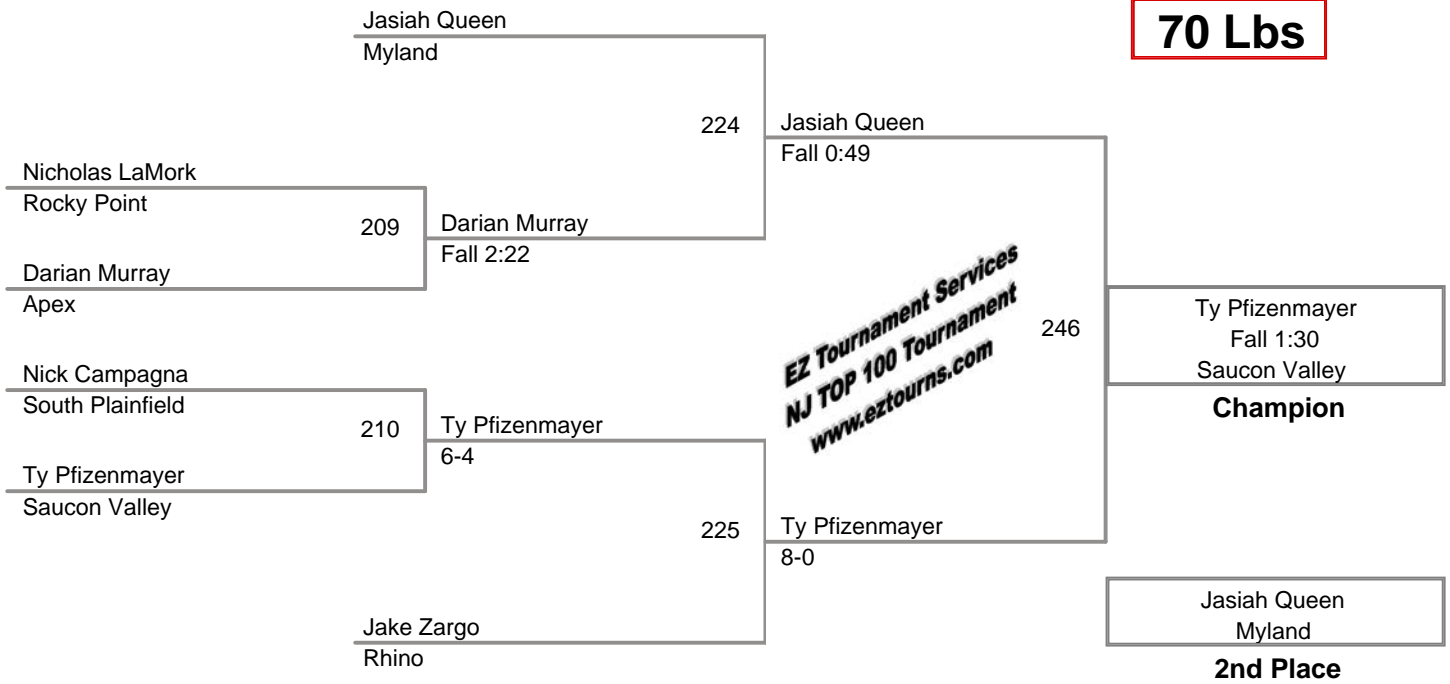 70 Lbs
Jasiah Queen
Myland
224
Jasiah Queen
Fall 0:49
Nicholas LaMork
Rocky Point
209
Darian Murray
Fall 2:22
Darian Murray
Apex
EZ Tournament Services
NJ TOP 100 Tournament
www.eztourns.com
246
Ty Pfizenmayer
Fall 1:30
Saucon Valley
Champion
Nick Campagna
South Plainfield
210
Ty Pfizenmayer
6-4
Ty Pfizenmayer
Saucon Valley
225
Ty Pfizenmayer
8-0
Jake Zargo
Rhino
Jasiah Queen
Myland
2nd Place